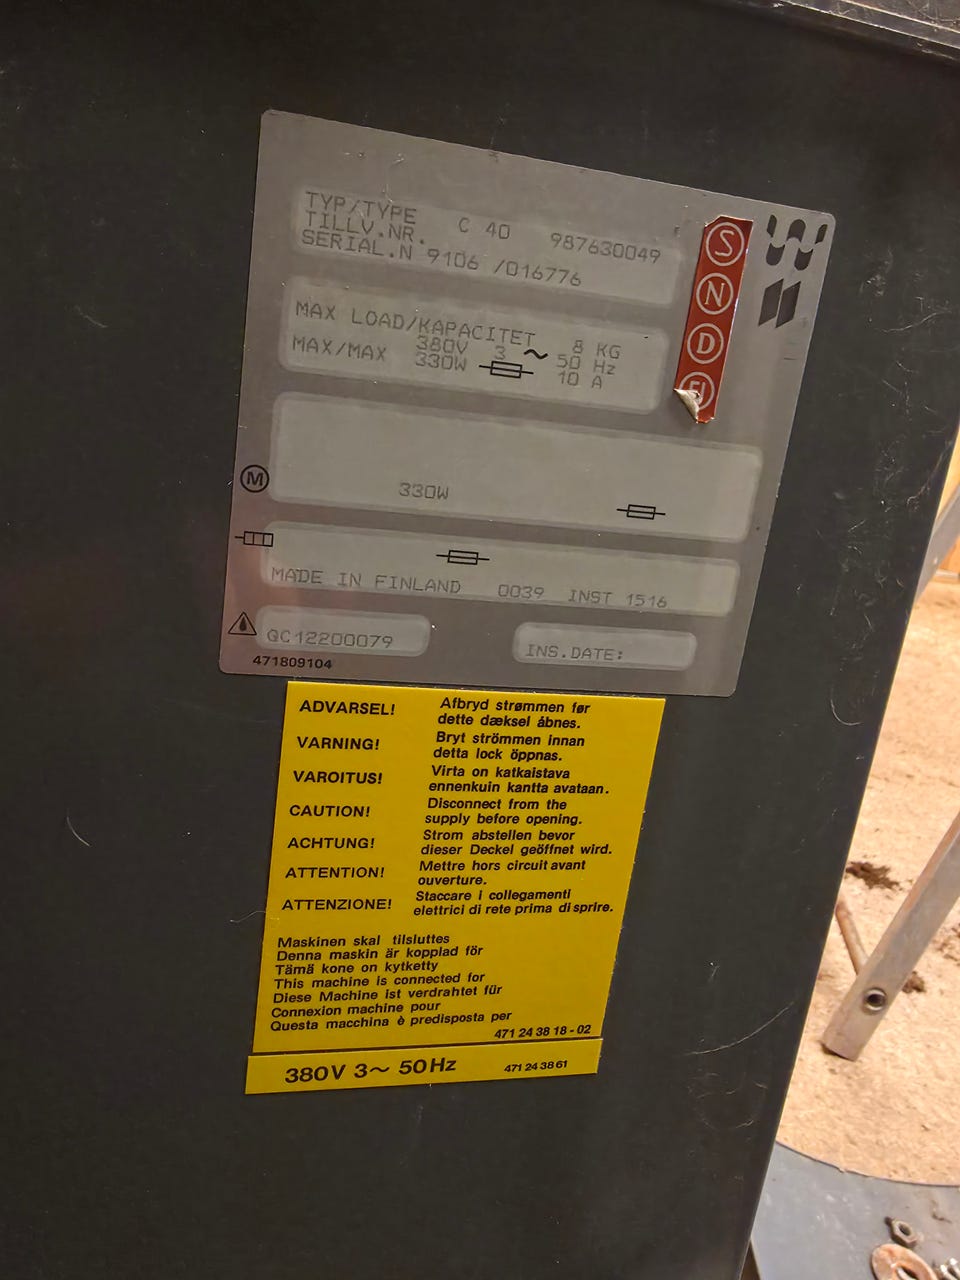 TYP/TYPE C 40 987630049
TILLV.NR.
SERIAL.N 9106 /016776
S
N
D
FI
MAX LOAD/KAPACITET 8 KG
380V 3 ~ 50 Hz
MAX/MAX 330W 10 A
M
330W
MADE IN FINLAND 0039 INST 1516
QC12200079
INS.DATE:
471809104
ADVARSEL! Afbryd strømmen før
dette dæksel åbnes.
VARNING! Bryt strömmen innan
detta lock öppnas.
VAROITUS! Virta on katkaistava
ennenkuin kantta avataan.
CAUTION! Disconnect from the
supply before opening.
ACHTUNG! Strom abstellen bevor
dieser Deckel geöffnet wird.
ATTENTION! Mettre hors circuit avant
ouverture.
ATTENZIONE! Staccare i collegamenti
elettrici di rete prima di sprire.
Maskinen skal tilsluttes
Denna maskin är kopplad för
Tämä kone on kytketty
This machine is connected for
Diese Machine ist verdrahtet für
Connexion machine pour
Questa macchina è predisposta per
471 24 38 18 - 02
380V 3~ 50Hz 471 24 38 61